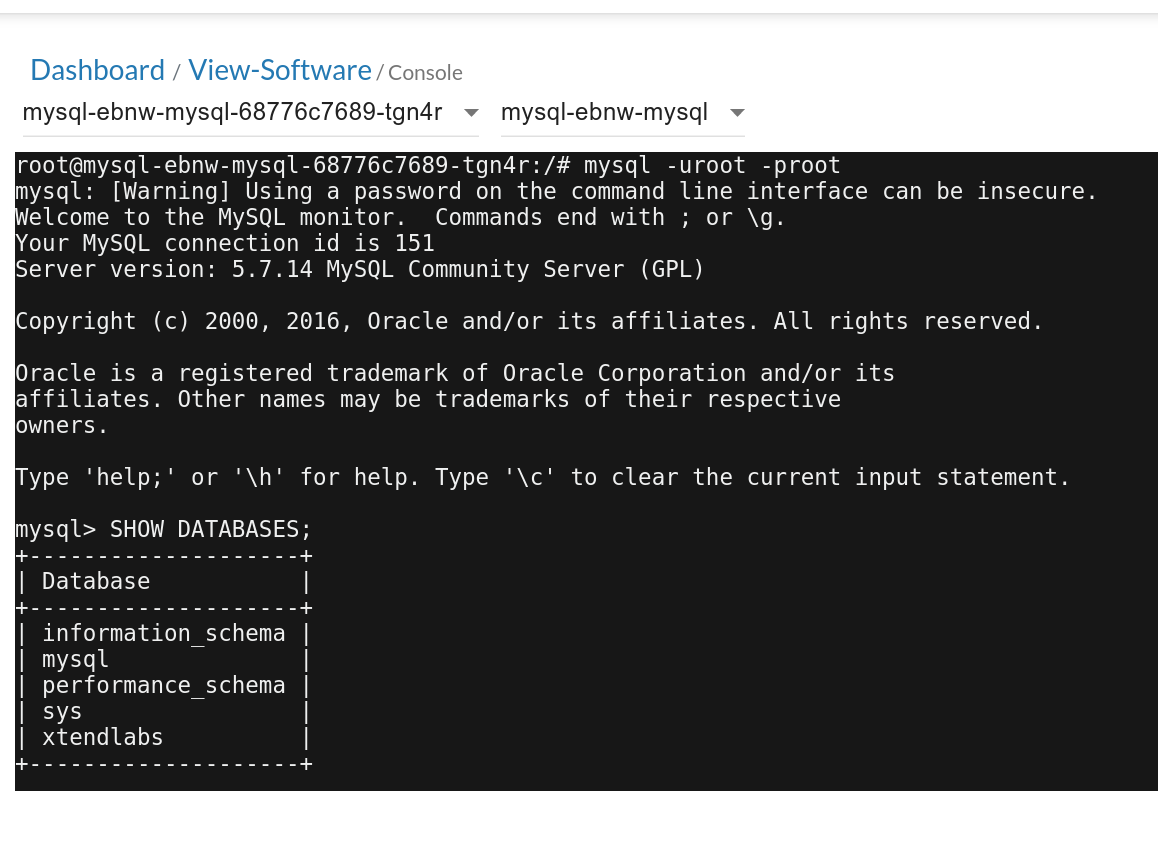 Dashboard / View-Software / Console
mysql-ebnw-mysql-68776c7689-tgn4r mysql-ebnw-mysql
root@mysql-ebnw-mysql-68776c7689-tgn4r:/# mysql -uroot -proot
mysql: [Warning] Using a password on the command line interface can be insecure.
Welcome to the MySQL monitor.  Commands end with ; or \g.
Your MySQL connection id is 151
Server version: 5.7.14 MySQL Community Server (GPL)

Copyright (c) 2000, 2016, Oracle and/or its affiliates. All rights reserved.

Oracle is a registered trademark of Oracle Corporation and/or its
affiliates. Other names may be trademarks of their respective
owners.

Type 'help;' or '\h' for help. Type '\c' to clear the current input statement.

mysql> SHOW DATABASES;
+--------------------+
| Database           |
+--------------------+
| information_schema |
| mysql              |
| performance_schema |
| sys                |
| xtendlabs          |
+--------------------+